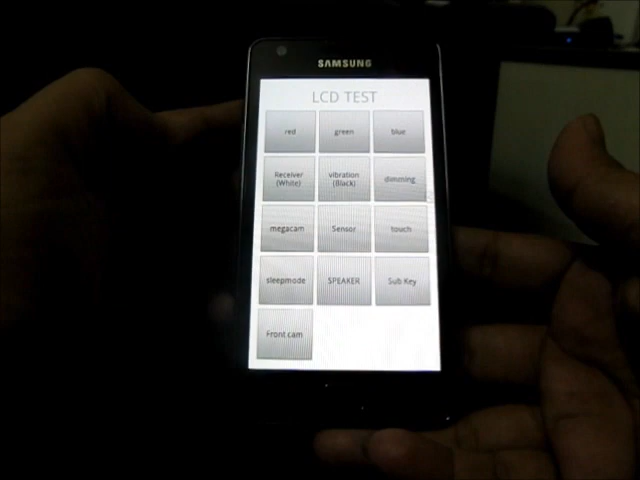 SAMSUNG
LCD TEST
red green blue
Receiver (White) vibration (Black) dimming
megacam Sensor touch
sleepmode SPEAKER Sub Key
Front cam